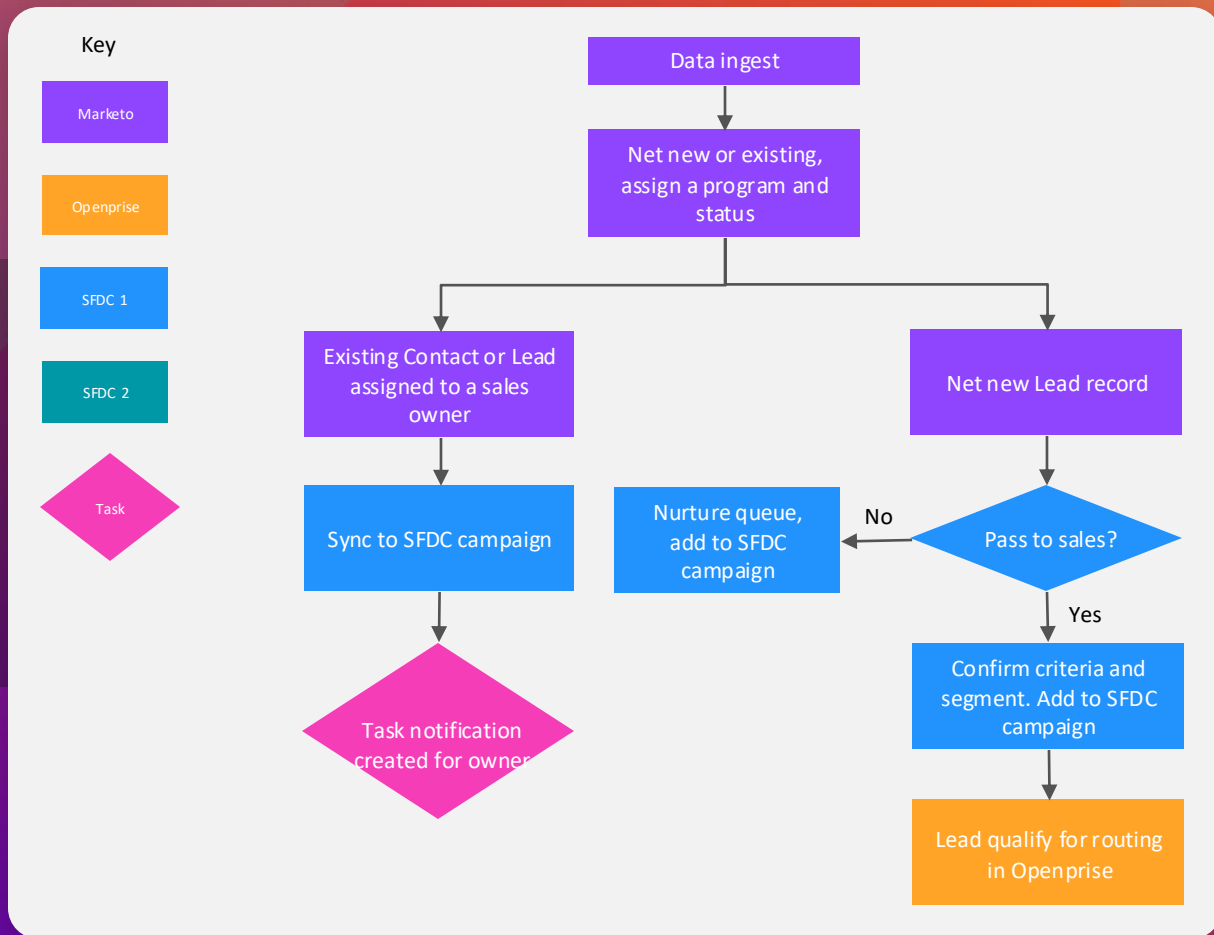 Key
Marketo
Openprise
SFDC 1
SFDC 2
Task
Data ingest
Net new or existing,
assign a program and
status
Existing Contact or Lead
assigned to a sales
owner
Net new Lead record
Sync to SFDC campaign
Nurture queue,
add to SFDC
campaign
No
Pass to sales?
Yes
Task notification
created for owner
Confirm criteria and
segment. Add to SFDC
campaign
Lead qualify for routing
in Openprise